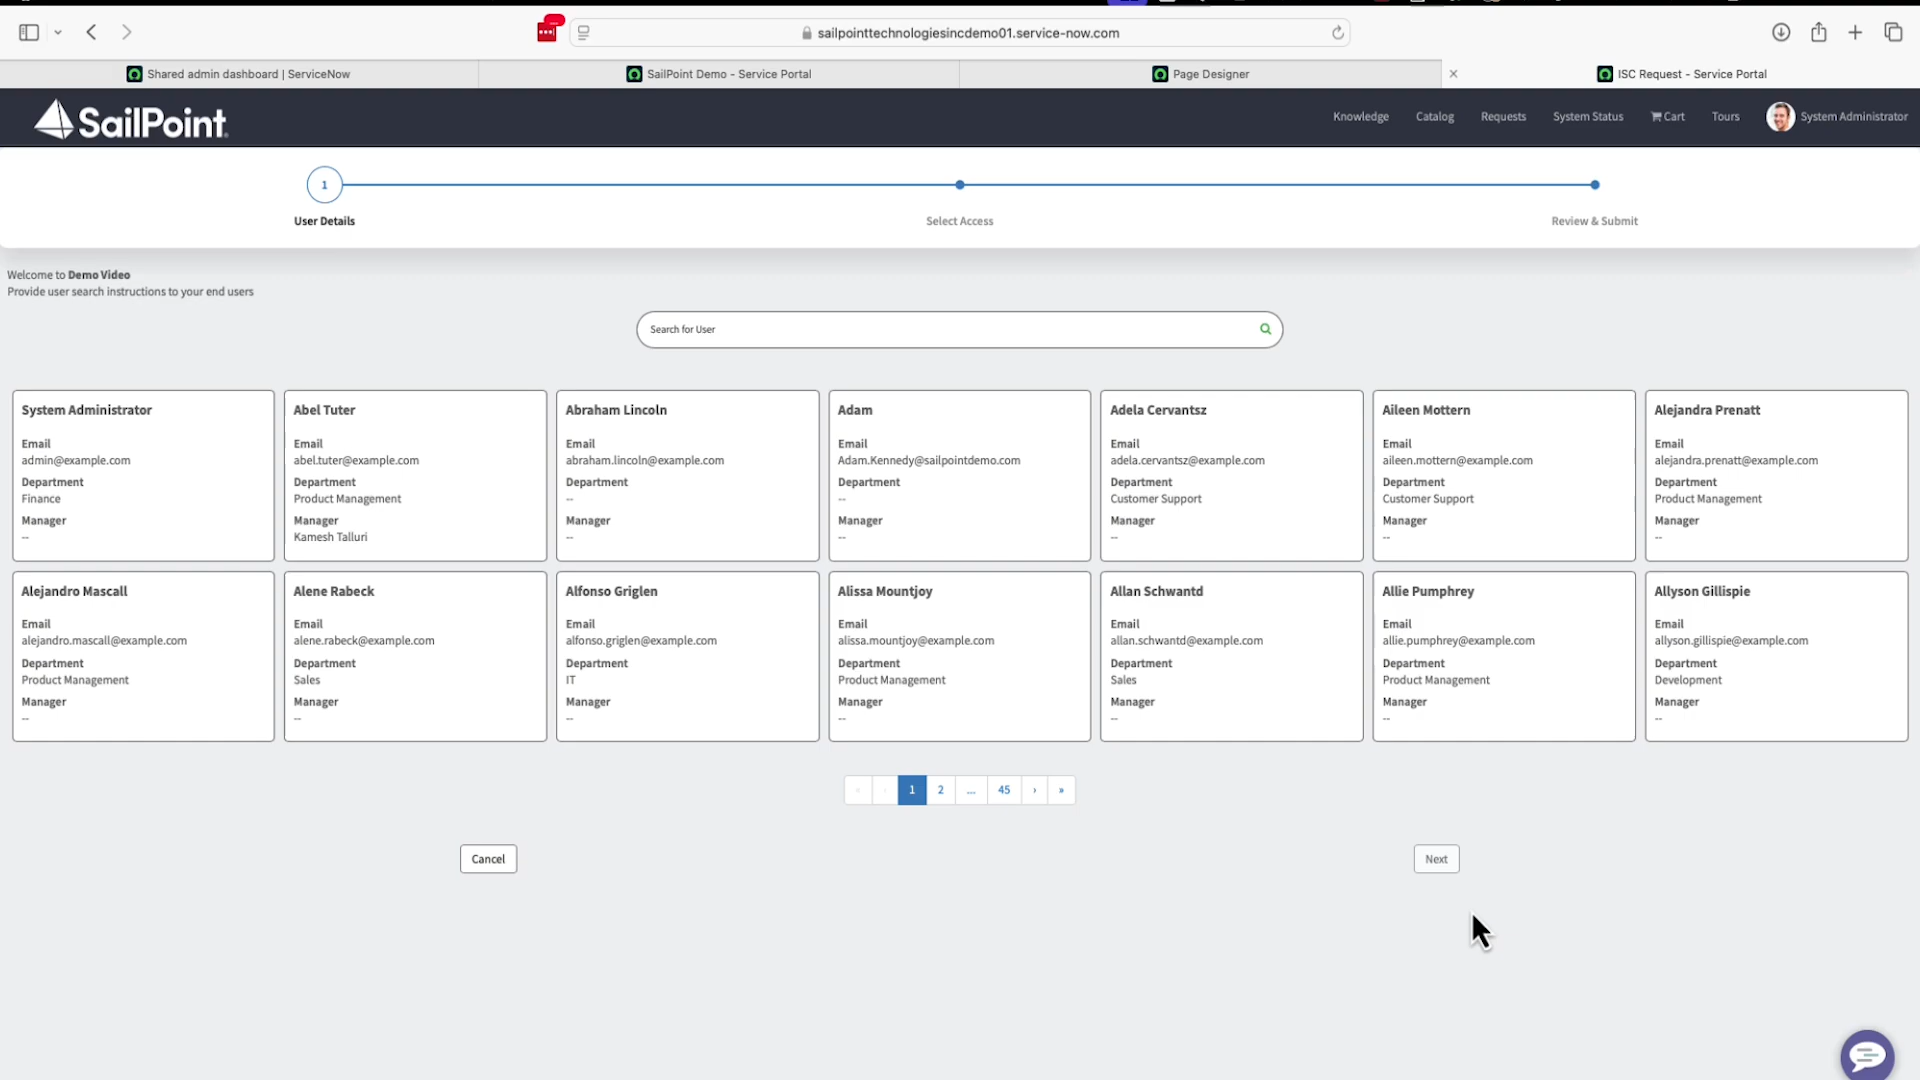 sailpointtechnologiesincdemo01.service-now.com
Shared admin dashboard | ServiceNow
SailPoint Demo - Service Portal
Page Designer
ISC Request - Service Portal
SailPoint
Knowledge
Catalog
Requests
System Status
Cart
Tours
System Administrator
1
User Details
Select Access
Review & Submit
Welcome to Demo Video
Provide user search instructions to your end users
Search for User
System Administrator
Email
admin@example.com
Department
Finance
Manager
--
Abel Tuter
Email
abel.tuter@example.com
Department
Product Management
Manager
Kamesh Talluri
Abraham Lincoln
Email
abraham.lincoln@example.com
Department
--
Manager
--
Adam
Email
Adam.Kennedy@sailpointdemo.com
Department
--
Manager
--
Adela Cervantsz
Email
adela.cervantsz@example.com
Department
Customer Support
Manager
--
Aileen Mottern
Email
aileen.mottern@example.com
Department
Customer Support
Manager
--
Alejandra Prenatt
Email
alejandra.prenatt@example.com
Department
Product Management
Manager
--
Alejandro Mascall
Email
alejandro.mascall@example.com
Department
Product Management
Manager
--
Alene Rabeck
Email
alene.rabeck@example.com
Department
Sales
Manager
--
Alfonso Griglen
Email
alfonso.griglen@example.com
Department
IT
Manager
--
Alissa Mountjoy
Email
alissa.mountjoy@example.com
Department
Product Management
Manager
--
Allan Schwantd
Email
allan.schwantd@example.com
Department
Sales
Manager
--
Allie Pumphrey
Email
allie.pumphrey@example.com
Department
Product Management
Manager
--
Allyson Gillispie
Email
allyson.gillispie@example.com
Department
Development
Manager
--
« ‹ 1 2 ... 45 › »
Cancel
Next